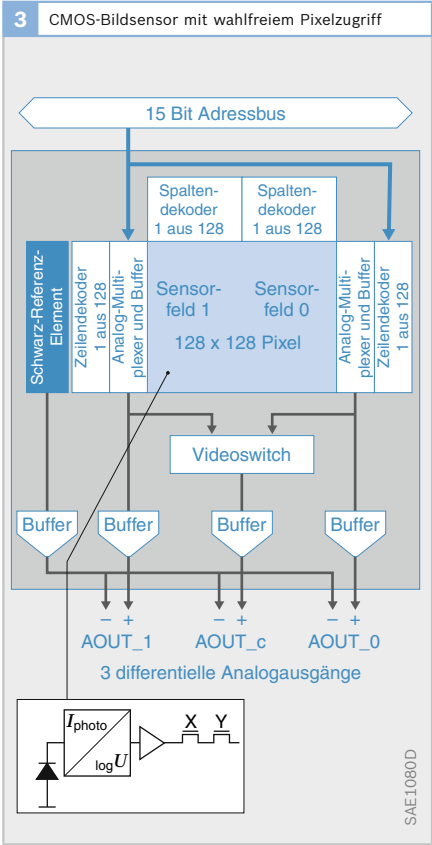 3 CMOS-Bildsensor mit wahlfreiem Pixelzugriff
15 Bit Adressbus
Spalten-
dekoder
1 aus 128
Spalten-
dekoder
1 aus 128
Schwarz-Referenz-
Element
Zeilendekoder
1 aus 128
Analog-Multi-
plexer und Buffer
Sensor-
feld 1
Sensor-
feld 0
128 x 128 Pixel
Analog-Multi-
plexer und Buffer
Zeilendekoder
1 aus 128
Videoswitch
Buffer
Buffer
Buffer
Buffer
– +
– +
– +
AOUT_1
AOUT_c
AOUT_0
3 differentielle Analogausgänge
Iphoto
logU
X Y
SAE1080D